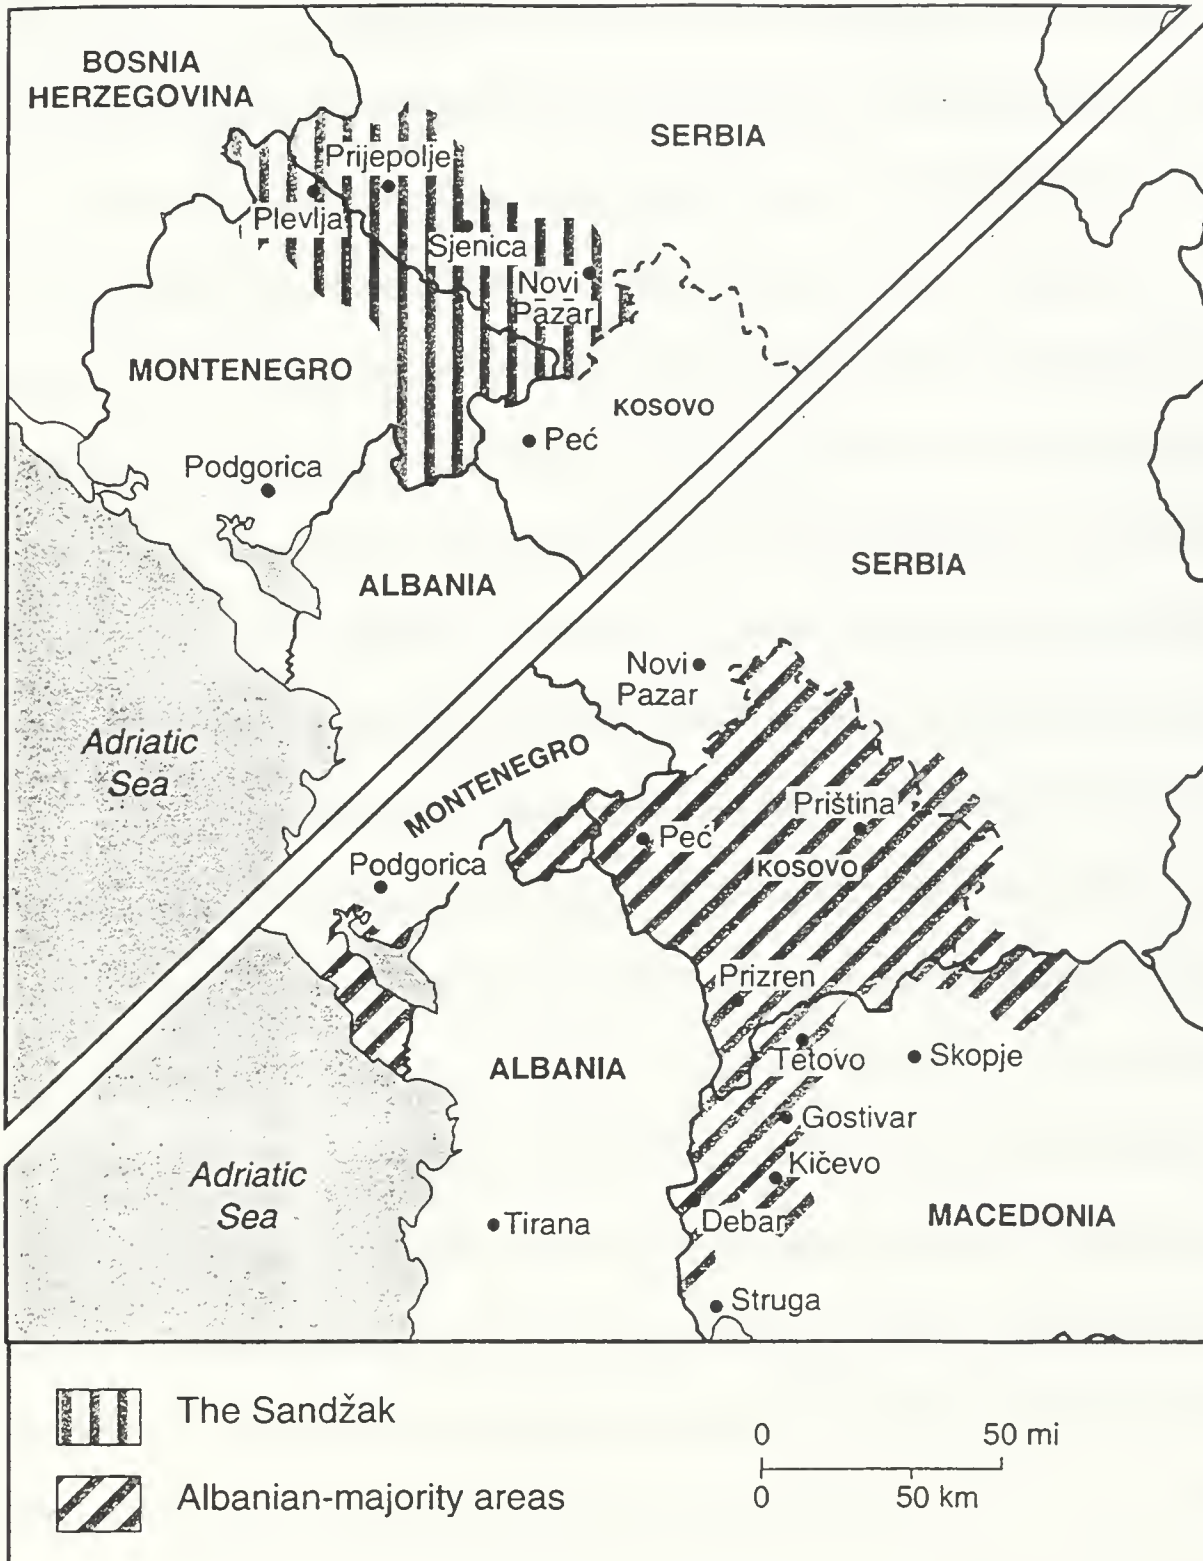 BOSNIA
HERZEGOVINA
SERBIA
Prijepolje
Plevlja
Sjenica
Novi
Pazar
MONTENEGRO
KOSOVO
Peć
Podgorica
ALBANIA
SERBIA
Novi
Pazar
Adriatic
Sea
MONTENEGRO
Priština
Peć
KOSOVO
Podgorica
Prizren
ALBANIA
Tetovo
Skopje
Gostivar
Kičevo
Adriatic
Sea
Debar
MACEDONIA
Tirana
Struga
The Sandžak
Albanian-majority areas
0 50 mi
0 50 km